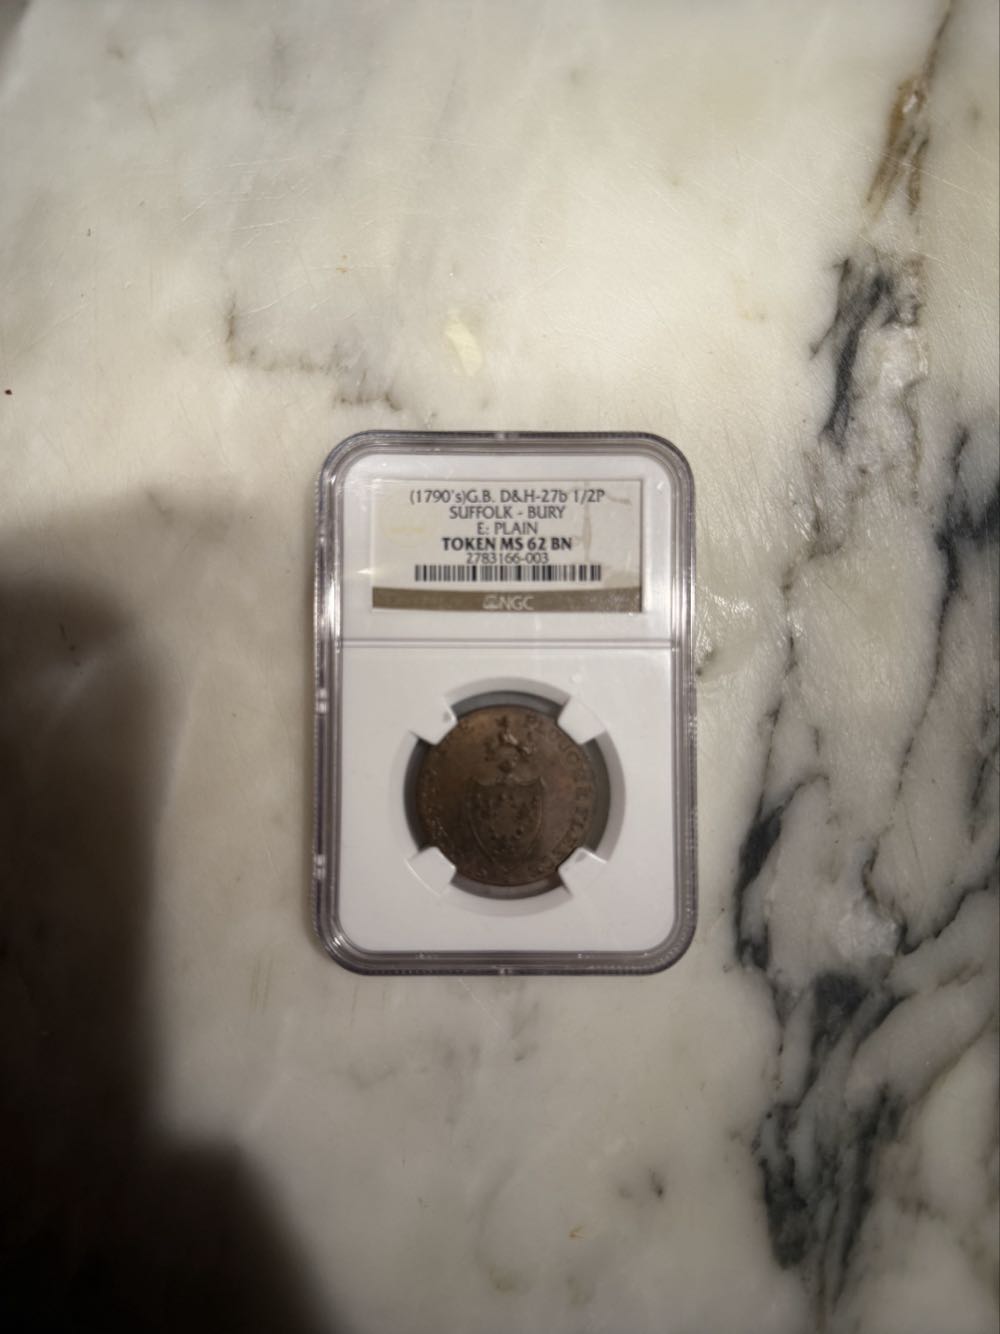 (1790's)G.B. D&H-27b 1/2P
SUFFOLK - BURY
E: PLAIN
TOKEN MS 62 BN
2783166-003
NGC